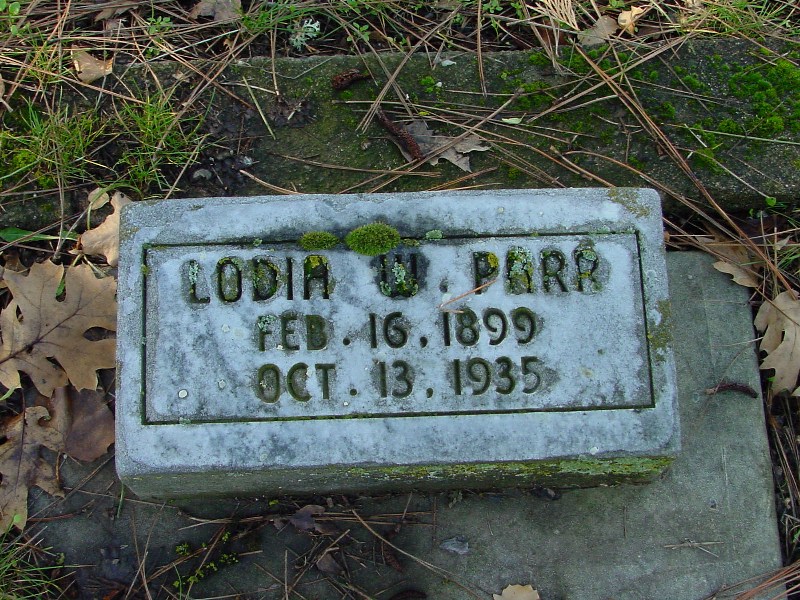 LODIA W. PARR
FEB. 16. 1899
OCT. 13. 1935